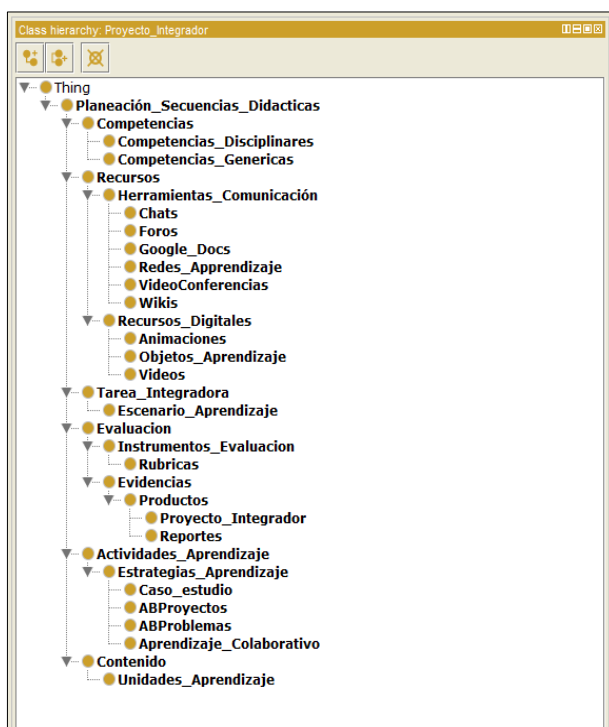 Class hierarchy: Proyecto_Integrador
Thing
Planeación_Secuencias_Didacticas
Competencias
Competencias_Disciplinares
Competencias_Genericas
Recursos
Herramientas_Comunicación
Chats
Foros
Google_Docs
Redes_Apprendizaje
VideoConferencias
Wikis
Recursos_Digitales
Animaciones
Objetos_Aprendizaje
Videos
Tarea_Integradora
Escenario_Aprendizaje
Evaluacion
Instrumentos_Evaluacion
Rubricas
Evidencias
Productos
Proyecto_Integrador
Reportes
Actividades_Aprendizaje
Estrategias_Aprendizaje
Caso_estudio
ABProyectos
ABProblemas
Aprendizaje_Colaborativo
Contenido
Unidades_Aprendizaje